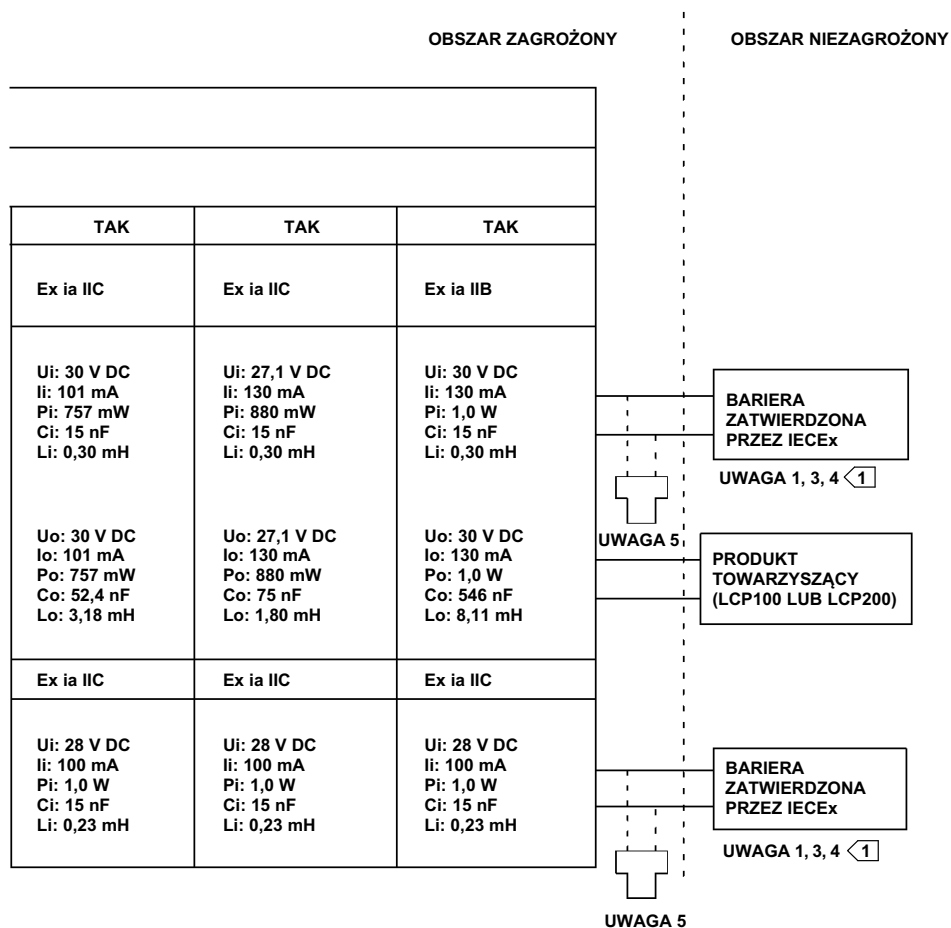 OBSZAR ZAGROŻONY OBSZAR NIEZAGROŻONY
TAK TAK TAK
Ex ia IIC Ex ia IIC Ex ia IIB
Ui: 30 V DC Ui: 27,1 V DC Ui: 30 V DC
Ii: 101 mA Ii: 130 mA Ii: 130 mA
Pi: 757 mW Pi: 880 mW Pi: 1,0 W
Ci: 15 nF Ci: 15 nF Ci: 15 nF
Li: 0,30 mH Li: 0,30 mH Li: 0,30 mH
BARIERA
ZATWIERDZONA
PRZEZ IECEx
UWAGA 1, 3, 4 1
UWAGA 5
Uo: 30 V DC Uo: 27,1 V DC Uo: 30 V DC
Io: 101 mA Io: 130 mA Io: 130 mA
Po: 757 mW Po: 880 mW Po: 1,0 W
Co: 52,4 nF Co: 75 nF Co: 546 nF
Lo: 3,18 mH Lo: 1,80 mH Lo: 8,11 mH
PRODUKT
TOWARZYSZĄCY
(LCP100 LUB LCP200)
Ex ia IIC Ex ia IIC Ex ia IIC
Ui: 28 V DC Ui: 28 V DC Ui: 28 V DC
Ii: 100 mA Ii: 100 mA Ii: 100 mA
Pi: 1,0 W Pi: 1,0 W Pi: 1,0 W
Ci: 15 nF Ci: 15 nF Ci: 15 nF
Li: 0,23 mH Li: 0,23 mH Li: 0,23 mH
BARIERA
ZATWIERDZONA
PRZEZ IECEx
UWAGA 1, 3, 4 1
UWAGA 5